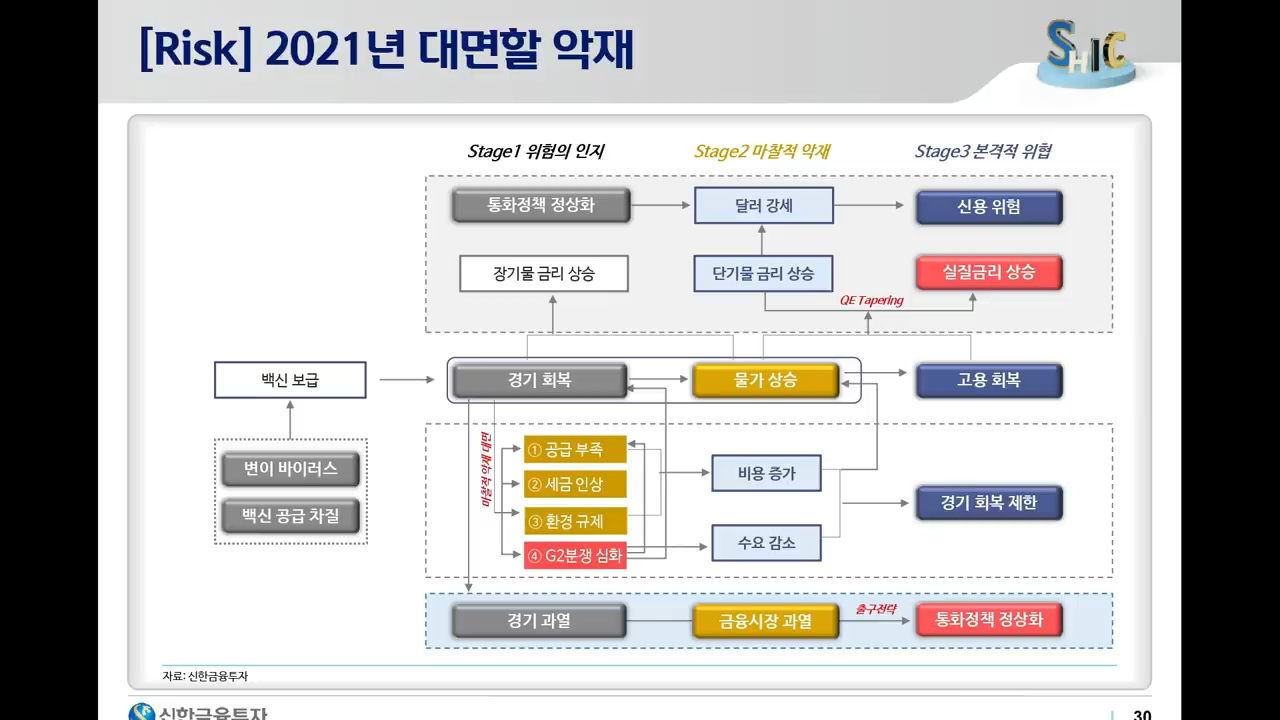 [Risk] 2021년 대면할 악재
SHIC
Stage1 위험의 인지
Stage2 마찰적 악재
Stage3 본격적 위협
통화정책 정상화
달러 강세
신용 위험
장기물 금리 상승
단기물 금리 상승
실질금리 상승
QE Tapering
백신 보급
경기 회복
물가 상승
고용 회복
변이 바이러스
백신 공급 차질
마찰적 악재 대면
① 공급 부족
② 세금 인상
③ 환경 규제
④ G2분쟁 심화
비용 증가
수요 감소
경기 회복 제한
경기 과열
금융시장 과열
출구전략
통화정책 정상화
자료: 신한금융투자
신한금융투자
30